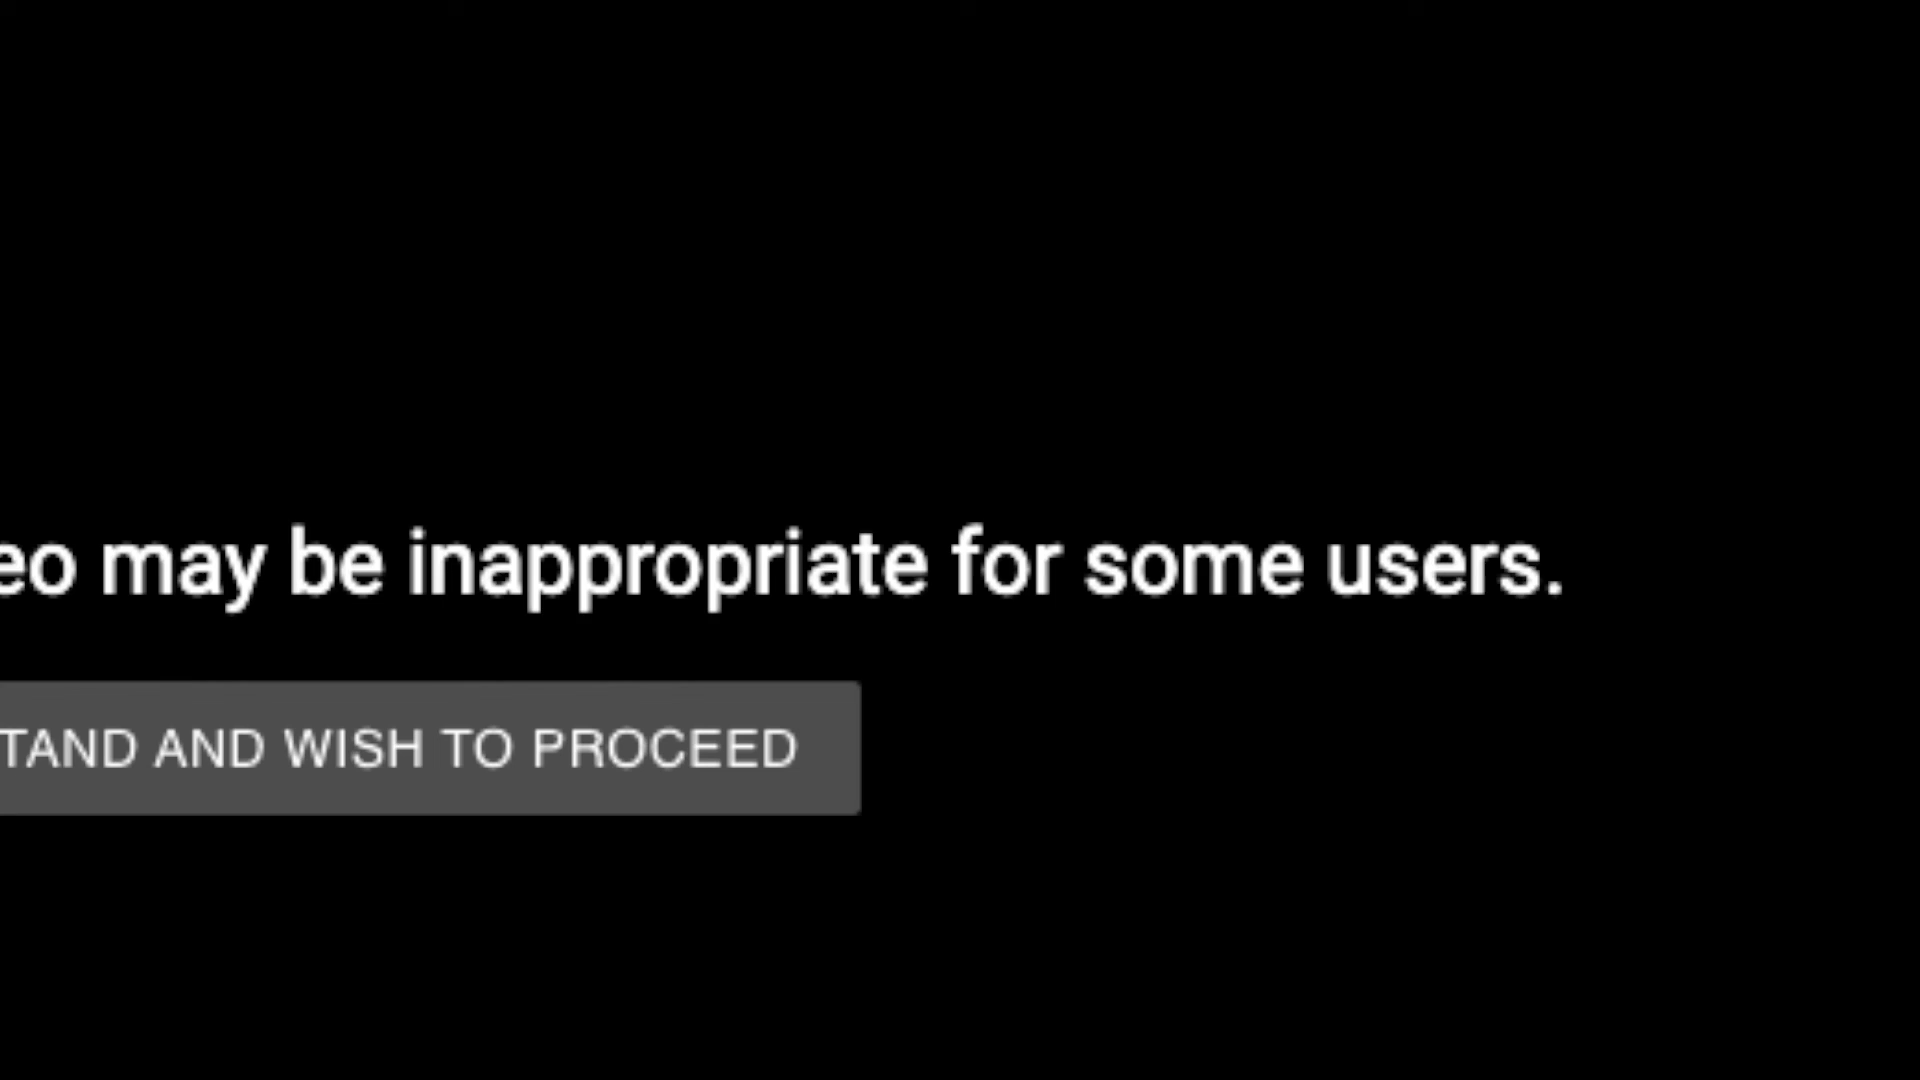 eo may be inappropriate for some users.
TAND AND WISH TO PROCEED